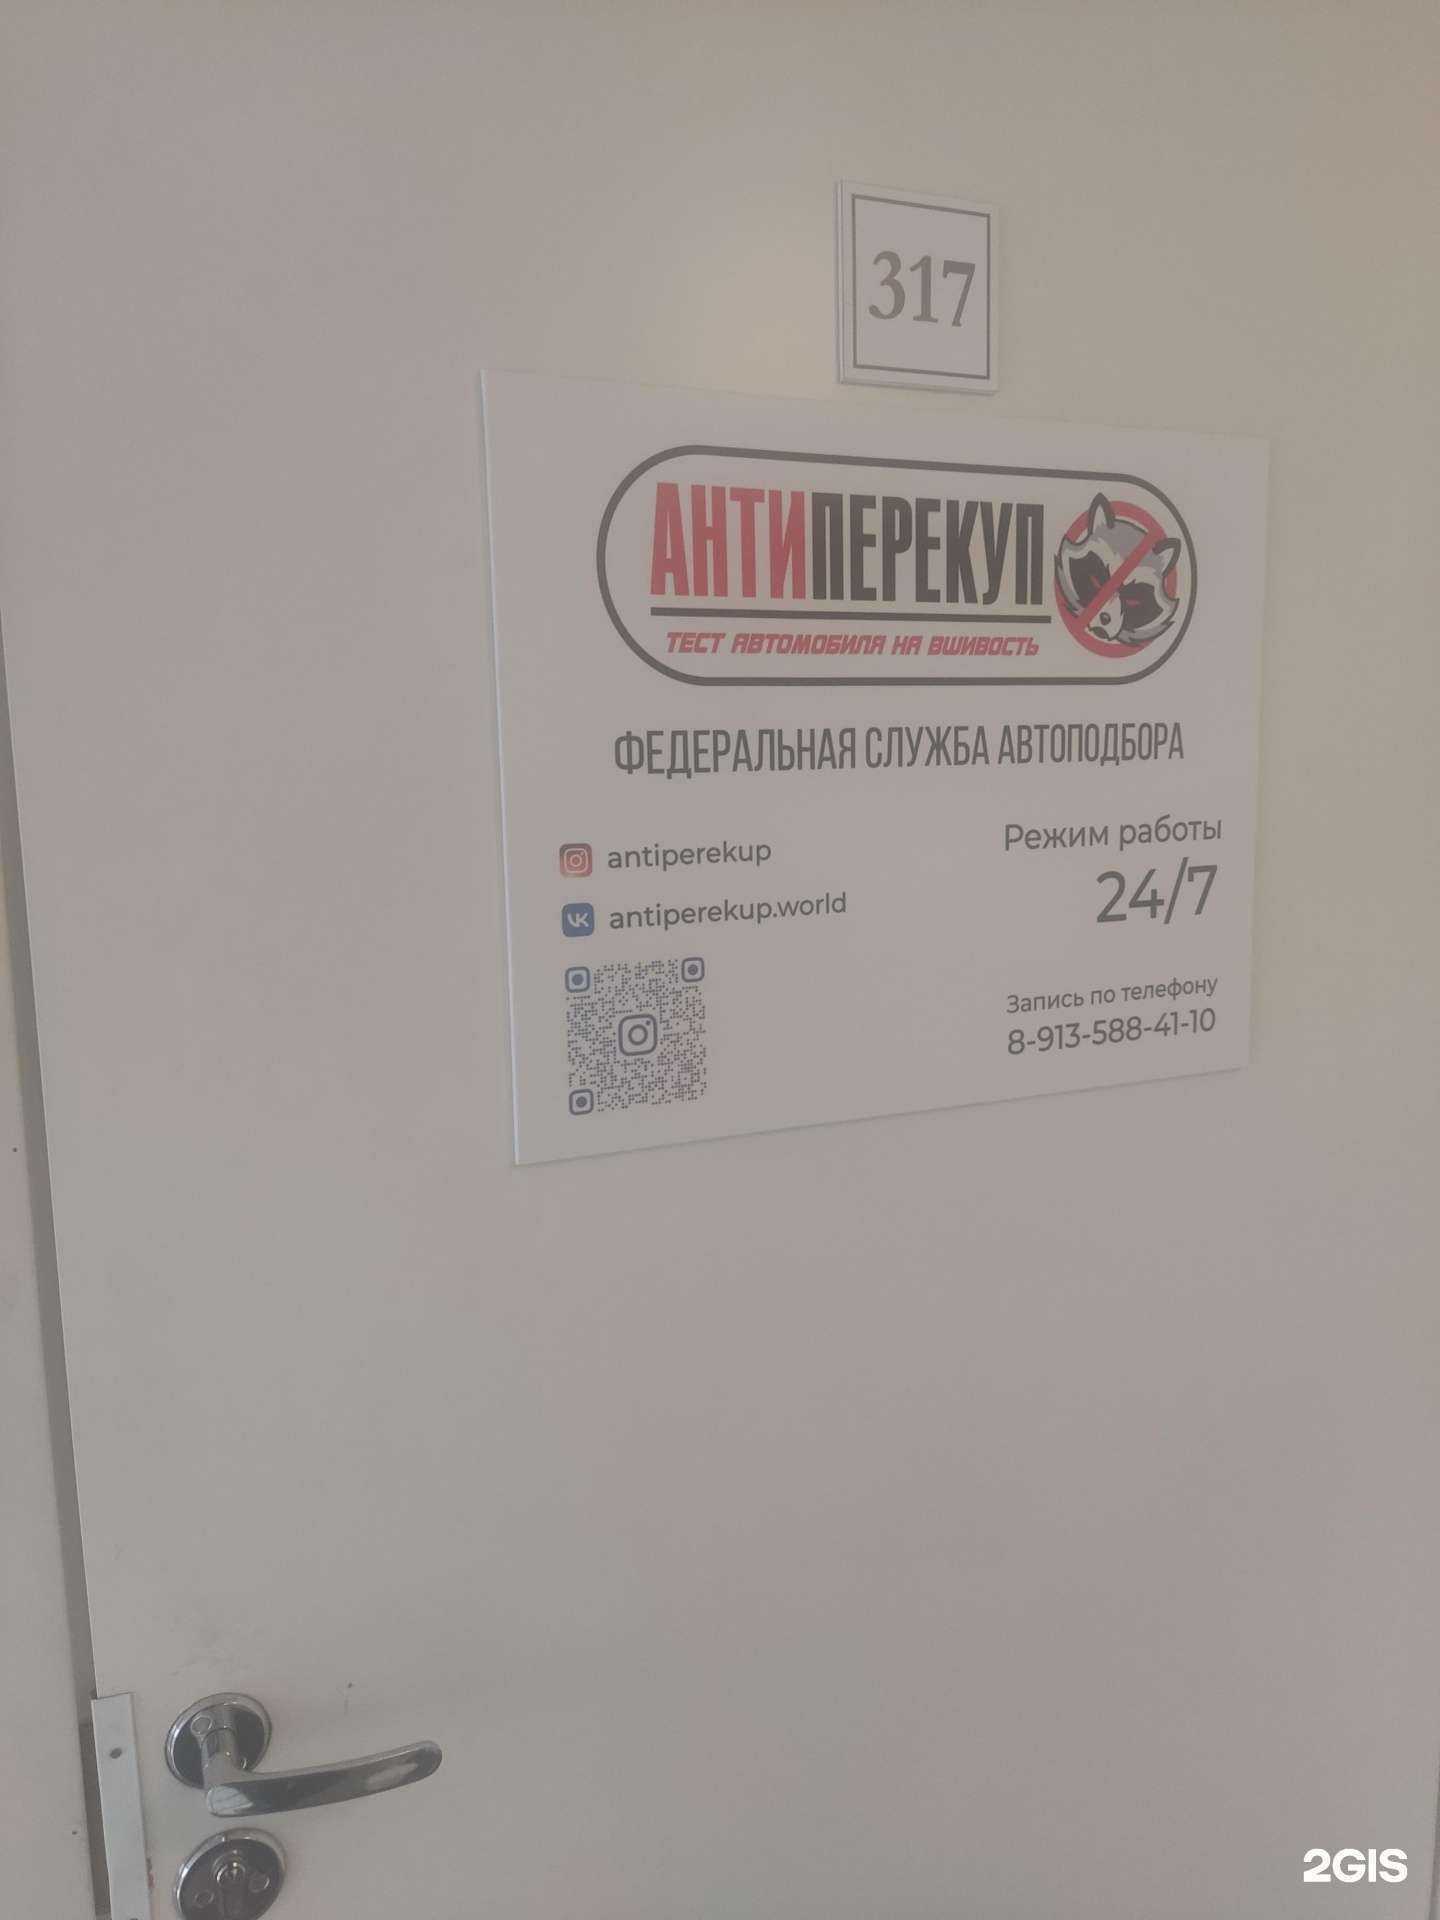 317
АНТИПЕРЕКУП
ТЕСТ АВТОМОБИЛЯ НА ВШИВОСТЬ
ФЕДЕРАЛЬНАЯ СЛУЖБА АВТОПОДБОРА
antiperekup
antiperekup.world
Режим работы
24/7
Запись по телефону
8-913-588-41-10
2GIS